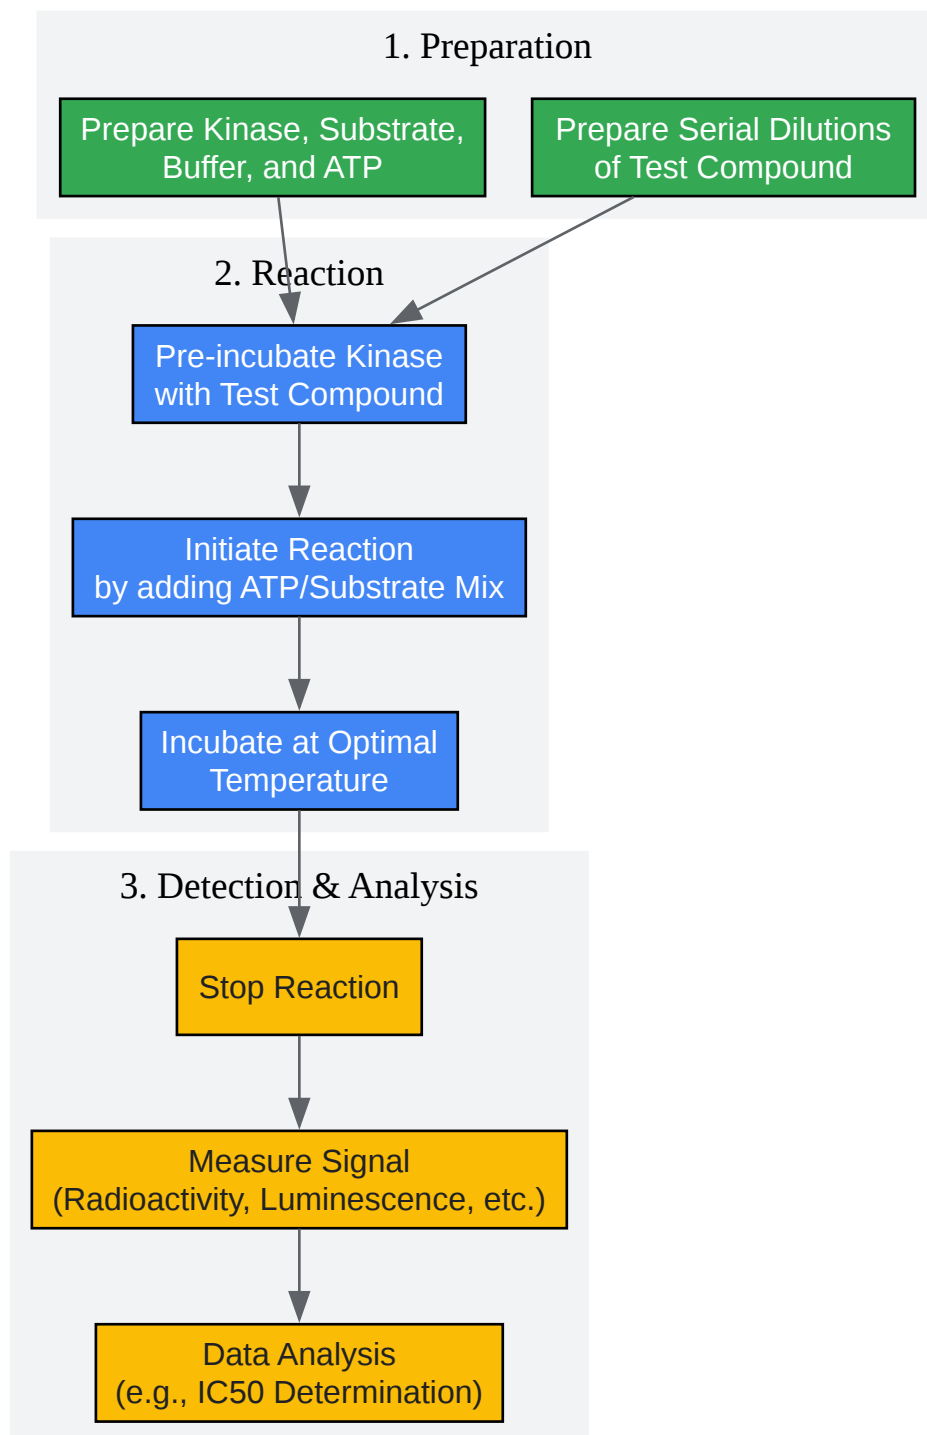 1. Preparation
Prepare Kinase, Substrate,
Buffer, and ATP
Prepare Serial Dilutions
of Test Compound
2. Reaction
Pre-incubate Kinase
with Test Compound
Initiate Reaction
by adding ATP/Substrate Mix
Incubate at Optimal
Temperature
3. Detection & Analysis
Stop Reaction
Measure Signal
(Radioactivity, Luminescence, etc.)
Data Analysis
(e.g., IC50 Determination)